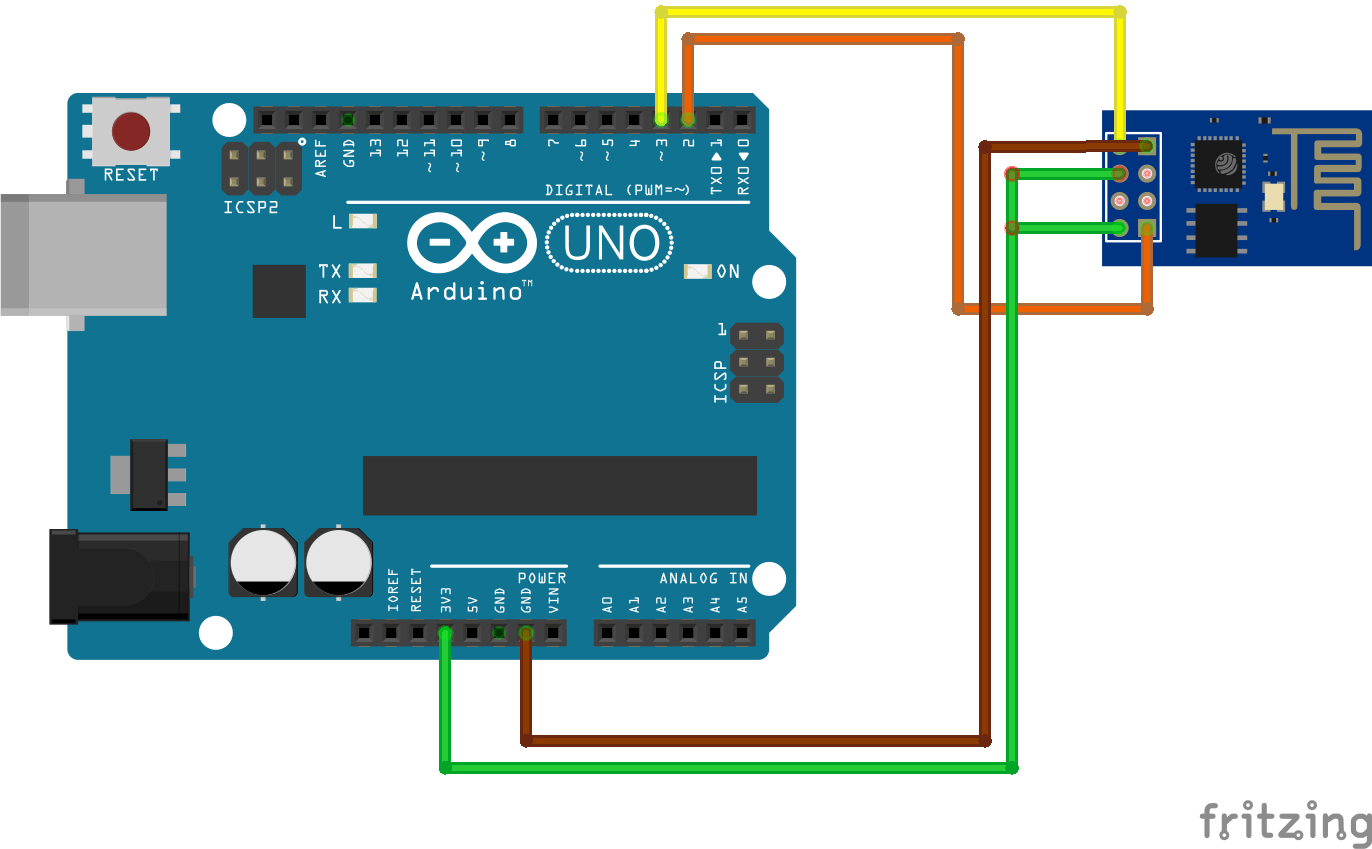 RESET
ICSP2
AREF
GND
13
12
~11
~10
~9
8
7
~6
~5
4
~3
2
TX0▶1
RX0◀0
DIGITAL (PWM=~)
L
TX
RX
UNO
ON
Arduino™
1
ICSP
POWER
ANALOG IN
IOREF
RESET
3V3
5V
GND
GND
VIN
A0
A1
A2
A3
A4
A5
fritzing